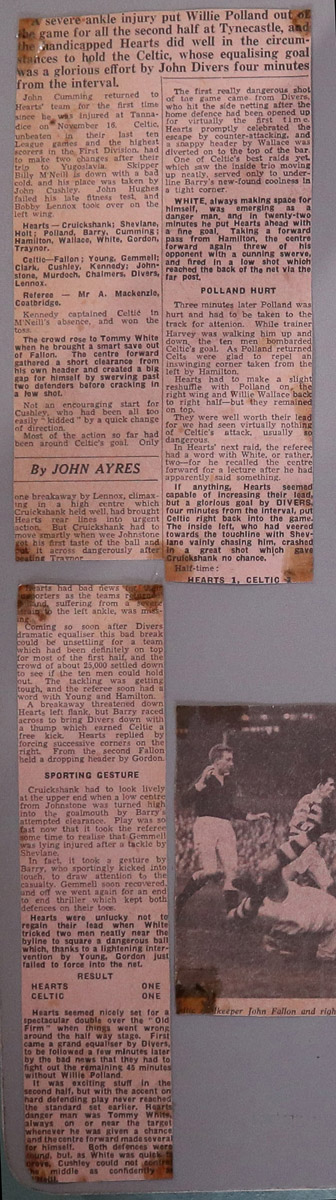 A severe ankle injury put Willie Polland out of
the game for all the second half at Tynecastle, and
the handicapped Hearts did well in the circum-
stances to hold the Celtic, whose equalising goal
was a glorious effort by John Divers four minutes
from the interval.
John Cumming returned to
Hearts' team for the first time
since he was injured at Tanna-
dice on November 16. Celtic,
unbeaten in their last ten
League games and the highest
scorers in the First Division, had
to make two changes after their
trip to Yugoslavia. Skipper
Billy M'Neill is down with a bad
cold, and his place was taken by
John Cushley. John Hughes
failed his late fitness test, and
Bobby Lennox took over on the
left wing.
Hearts — Cruickshank; Shevlane,
Holt; Polland, Barry, Cumming;
Hamilton, Wallace, White, Gordon,
Traynor.
Celtic—Fallon; Young, Gemmell;
Clark, Cushley, Kennedy; John-
stone, Murdoch, Chalmers, Divers,
Lennox.
Referee — Mr A. Mackenzie,
Coatbridge.
Kennedy captained Celtic in
M'Neill's absence, and won the
toss.
The crowd rose to Tommy White
when he brought a smart save out
of Fallon. The centre forward
gathered a short clearance from
his own header and created a big
gap for himself by swerving past
two defenders before cracking in
a low shot.
Not an encouraging start for
Cushley, who had been all too
easily "kidded" by a quick change
of direction.
Most of the action so far had
been around Celtic's goal. Only
By JOHN AYRES
one breakaway by Lennox, climax-
ing in a high centre which
Cruickshank held well, had brought
Hearts rear lines into urgent
action. But Cruickshank had to
move smartly when wee Johnstone
got his first taste of the ball and
put it across dangerously after
beating Traynor.
The first really dangerous shot
of the game came from Divers,
who hit the side netting after the
home defence had been opened up
for virtually the first time.
Hearts promptly celebrated the
escape by counter-attacking, and
a snappy header by Wallace was
diverted on to the top of the bar.
One of Celtic's best raids yet,
which saw the inside trio moving
up neatly, served only to under-
line Barry's new-found coolness in
a tight corner.
WHITE, always making space for
himself, was emerging as a
danger man, and in twenty-two
minutes he put Hearts ahead with
a fine goal. Taking a forward
pass from Hamilton, the centre
forward again threw of his
opponent with a cunning swerve,
and fired in a low shot which
reached the back of the net via the
far post.
POLLAND HURT
Three minutes later Polland was
hurt and had to be taken to the
track for attention. While trainer
Harvey was walking him up and
down, the ten men bombarded
Celtic's goal. As Polland returned
Celts were glad to repel an
inswinging corner taken from the
left by Hamilton.
Hearts had to make a slight
reshuffle with Polland on the
right wing and Willie Wallace back
to right half—but they remained
on top.
They were well worth their lead
for we had seen virtually nothing
of Celtic's attack, usually so
dangerous.
In Hearts' next raid, the referee
had a word with White, or rather,
two—for he recalled the centre
forward for a lecture after he had
apparently said something.
If anything, Hearts seemed
capable of increasing their lead,
but a glorious goal by DIVERS,
four minutes from the interval, put
Celtic right back into the game.
The inside left, who had veered
towards the touchline with Shev-
lane vainly chasing him, crashed
in a great shot which gave
Cruickshank no chance.
Half-time:
HEARTS 1, CELTIC
Hearts had bad news for
supporters as the teams returned
suffering from a severe
to the left ankle, was miss-
ing.
Coming so soon after Divers
dramatic equaliser this bad break
could be unsettling for a team
which had been definitely on top
for most of the first half, and the
crowd of about 25,000 settled down
to see if the ten men could hold
out. The tackling was getting
tough, and the referee soon had a
word with Young and Hamilton.
A breakaway threatened down
Hearts left flank, but Barry raced
across to bring Divers down with
a thump which earned Celtic a
free kick. Hearts replied by
forcing successive corners on the
right. From the second Fallon
held a dropping header by Gordon.
SPORTING GESTURE
Cruickshank had to look lively
at the upper end when a low centre
from Johnstone was turned high
into the goalmouth by Barry's
attempted clearance. Play was so
fast now that it took the referee
some time to realise that Gemmell
was lying injured after a tackle by
Shevlane.
In fact, it took a gesture by
Barry, who sportingly kicked into
touch, to draw attention to the
casualty. Gemmell soon recovered,
and off we went again for an end
to end thriller which kept both
defences on their toes.
Hearts were unlucky not to
regain their lead when White
tricked two men neatly near the
byline to square a dangerous ball
which, thanks to a lightening inter-
vention by Young, Gordon just
failed to force into the net.
RESULT
HEARTS ONE
CELTIC ONE
Hearts seemed nicely set for a
spectacular double over the "Old
Firm" when things went wrong
around the half way stage. First
came a grand equaliser by Divers,
to be followed a few minutes later
by the bad news that they had to
fight out the remaining 45 minutes
without Willie Polland.
It was exciting stuff in the
second half, but with the accent on
hard defending play never reached
the standard set earlier. Hearts
danger man was Tommy White,
always on or near the target
whenever he was given a chance
and the centre forward made several
for himself. Both defences were
sound, but, as White was quick to
prove, Cushley could not control
the middle as confidently as
M'Neill.
keeper John Fallon and righ